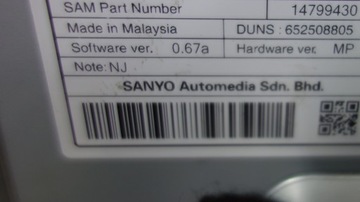 SAM Part Number 14799430
Made in Malaysia DUNS : 652508805
Software ver. 0.67a Hardware ver. MP
Note: NJ
SANYO Automedia Sdn. Bhd.